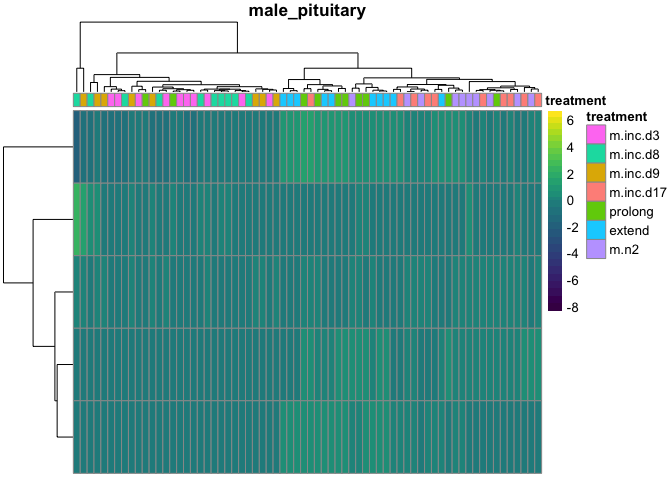 male_pituitary
treatment
6
4
2
0
-2
-4
-6
-8
treatment
m.inc.d3
m.inc.d8
m.inc.d9
m.inc.d17
prolong
extend
m.n2